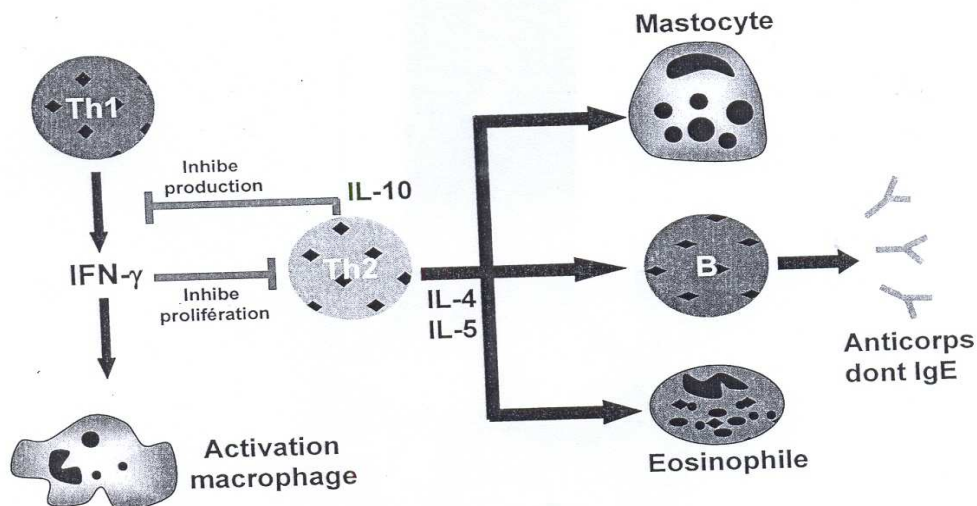 Mastocyte
Th1
Inhibe
production
IL-10
IFN-γ
Th2
B
Inhibe
prolifération
IL-4
IL-5
Anticorps
dont IgE
Activation
macrophage
Eosinophile